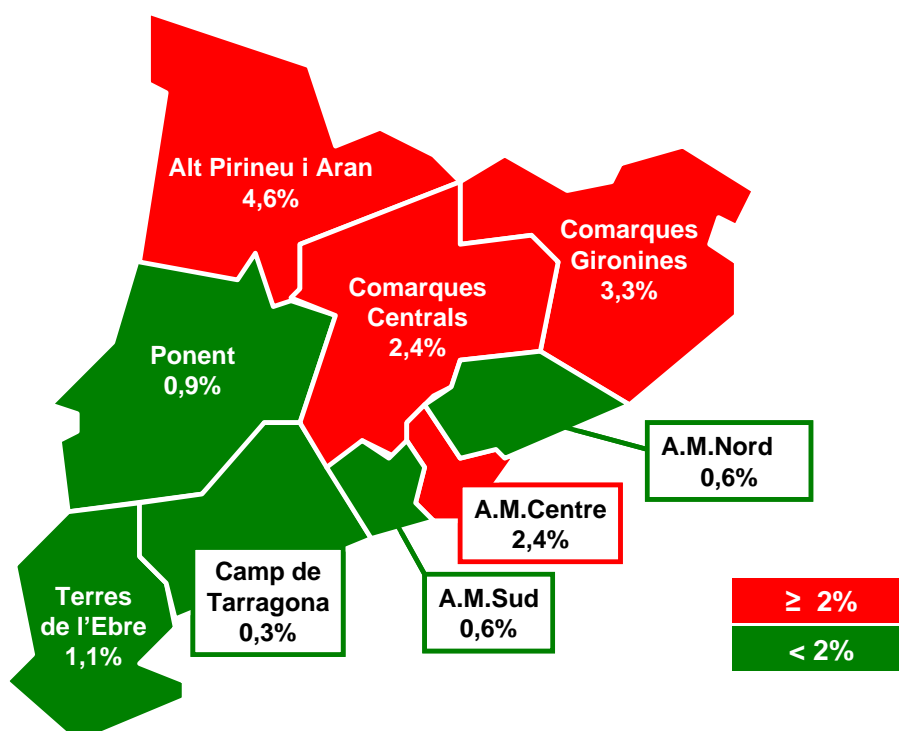 Alt Pirineu i Aran
4,6%
Comarques
Gironines
3,3%
Comarques
Centrals
2,4%
Ponent
0,9%
A.M.Nord
0,6%
A.M.Centre
2,4%
Camp de
Tarragona
0,3%
A.M.Sud
0,6%
Terres
de l’Ebre
1,1%
≥ 2%
< 2%